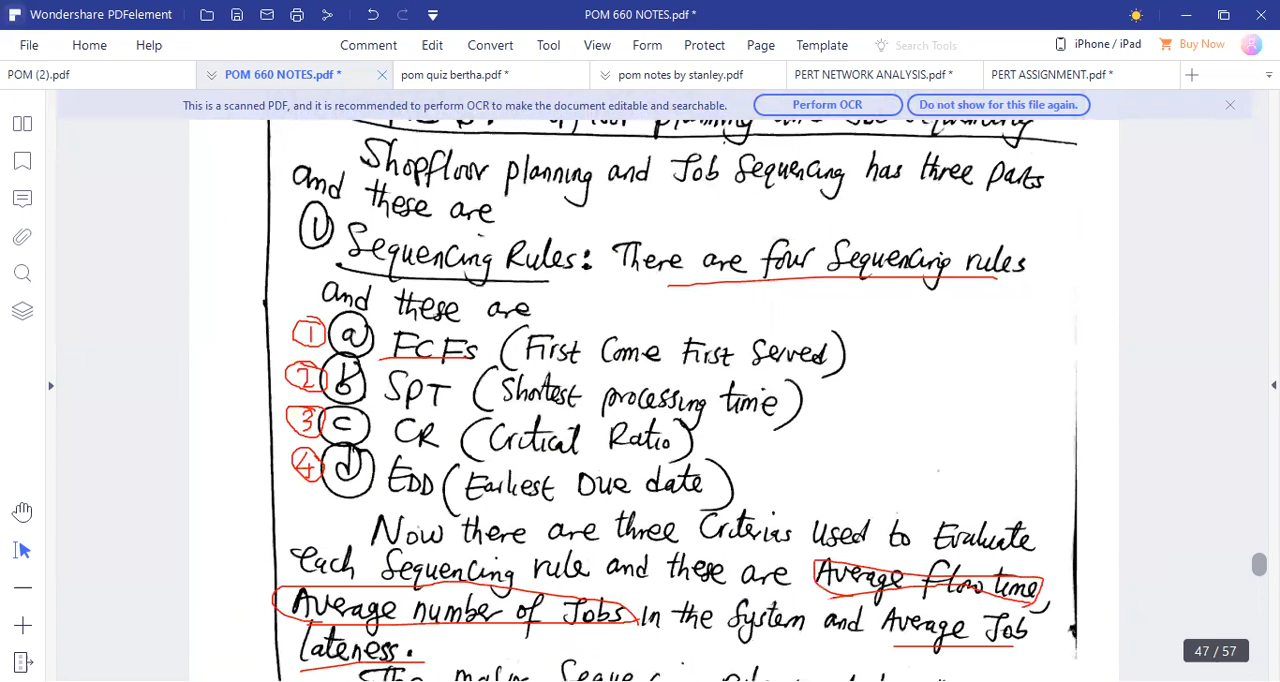 Wondershare PDFelement
POM 660 NOTES.pdf *
File Home Help Comment Edit Convert Tool View Form Protect Page Template Search Tools iPhone / iPad Buy Now
POM (2).pdf POM 660 NOTES.pdf * pom quiz bertha.pdf * pom notes by stanley.pdf PERT NETWORK ANALYSIS.pdf * PERT ASSIGNMENT.pdf *
This is a scanned PDF, and it is recommended to perform OCR to make the document editable and searchable. Perform OCR Do not show for this file again.
planning and Job Sequencing
Shopfloor planning and Job Sequencing has three parts
and these are
1 Sequencing Rules: There are four Sequencing rules
and these are
1 a FCFS (First Come First Served)
2 b SPT (Shortest processing time)
3 c CR (Critical Ratio)
4 d EDD (Earliest Due date)
Now there are three Criterias Used to Evaluate
Each Sequencing rule and these are Average flow time,
Average number of Jobs In the System and Average Job
lateness.
The major Sequencing
47 / 57